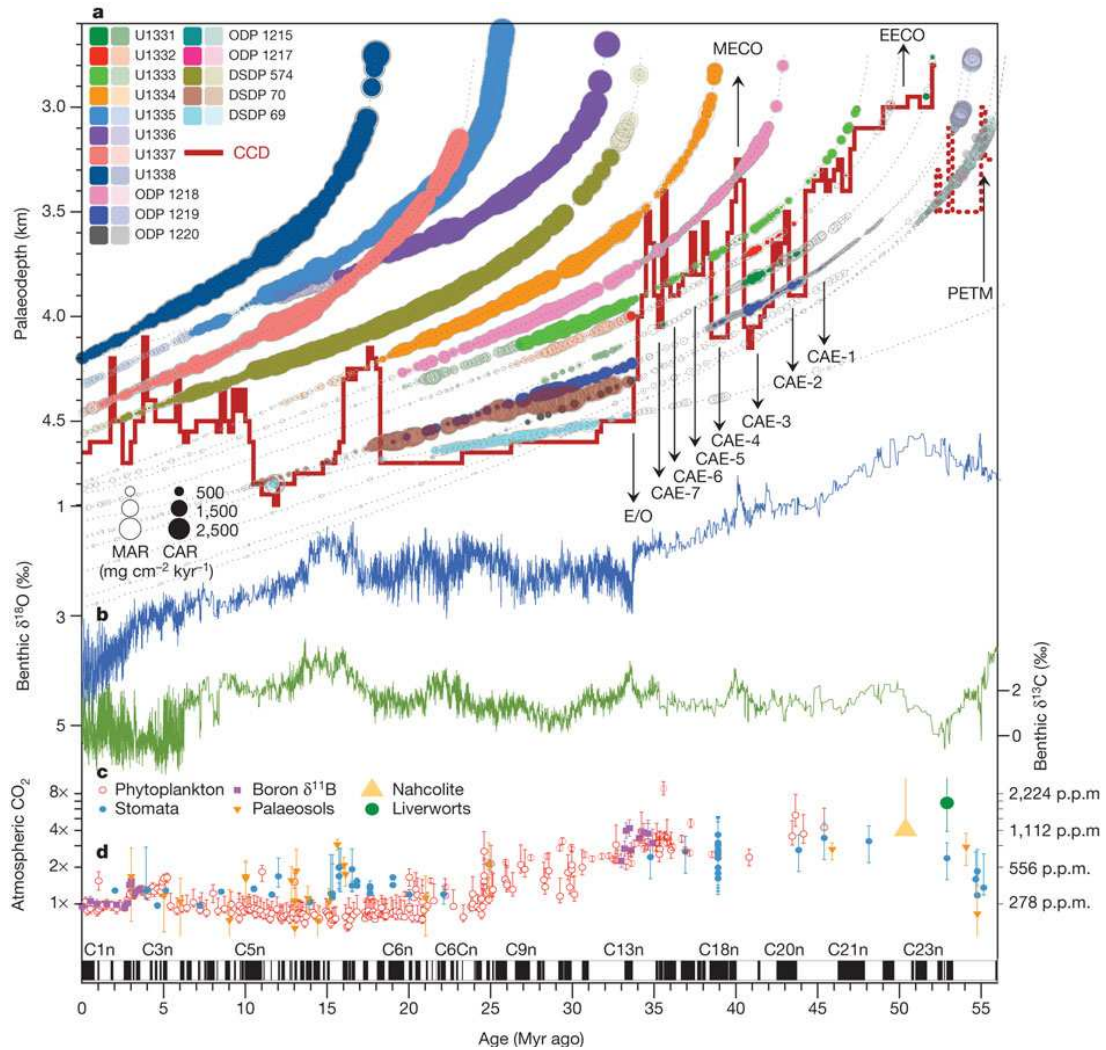 a
U1331
U1332
U1333
U1334
U1335
U1336
U1337
U1338
ODP 1218
ODP 1219
ODP 1220
ODP 1215
ODP 1217
DSDP 574
DSDP 70
DSDP 69
CCD
MECO
EECO
PETM
CAE-1
CAE-2
CAE-3
CAE-4
CAE-5
CAE-6
CAE-7
E/O
Palaeodepth (km)
3.0
3.5
4.0
4.5
500
1,500
2,500
MAR CAR
(mg cm⁻² kyr⁻¹)
b
Benthic δ¹⁸O (‰)
1
3
5
Benthic δ¹³C (‰)
2
0
c
Phytoplankton
Stomata
Boron δ¹¹B
Palaeosols
Nahcolite
Liverworts
d
Atmospheric CO₂
8×
4×
2×
1×
2,224 p.p.m
1,112 p.p.m
556 p.p.m.
278 p.p.m.
C1n C3n C5n C6n C6Cn C9n C13n C18n C20n C21n C23n
0 5 10 15 20 25 30 35 40 45 50 55
Age (Myr ago)